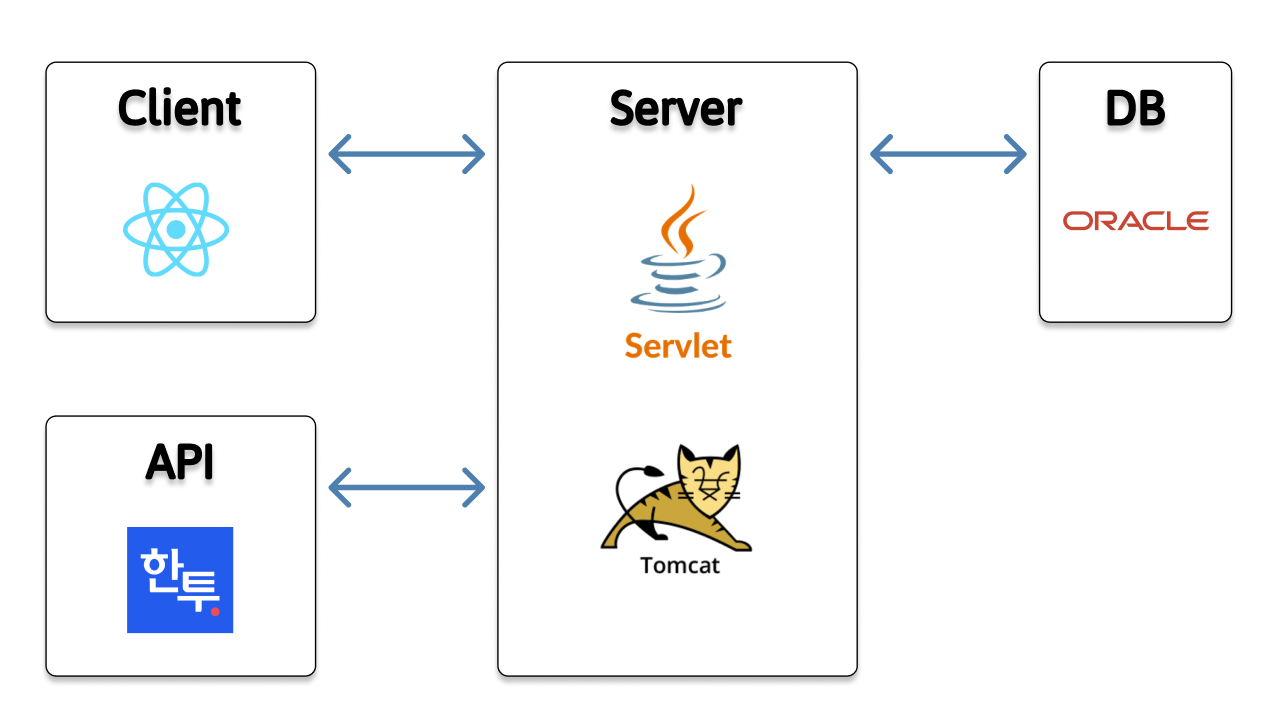 Client
Server
DB
ORACLE
Servlet
API
한투
Tomcat